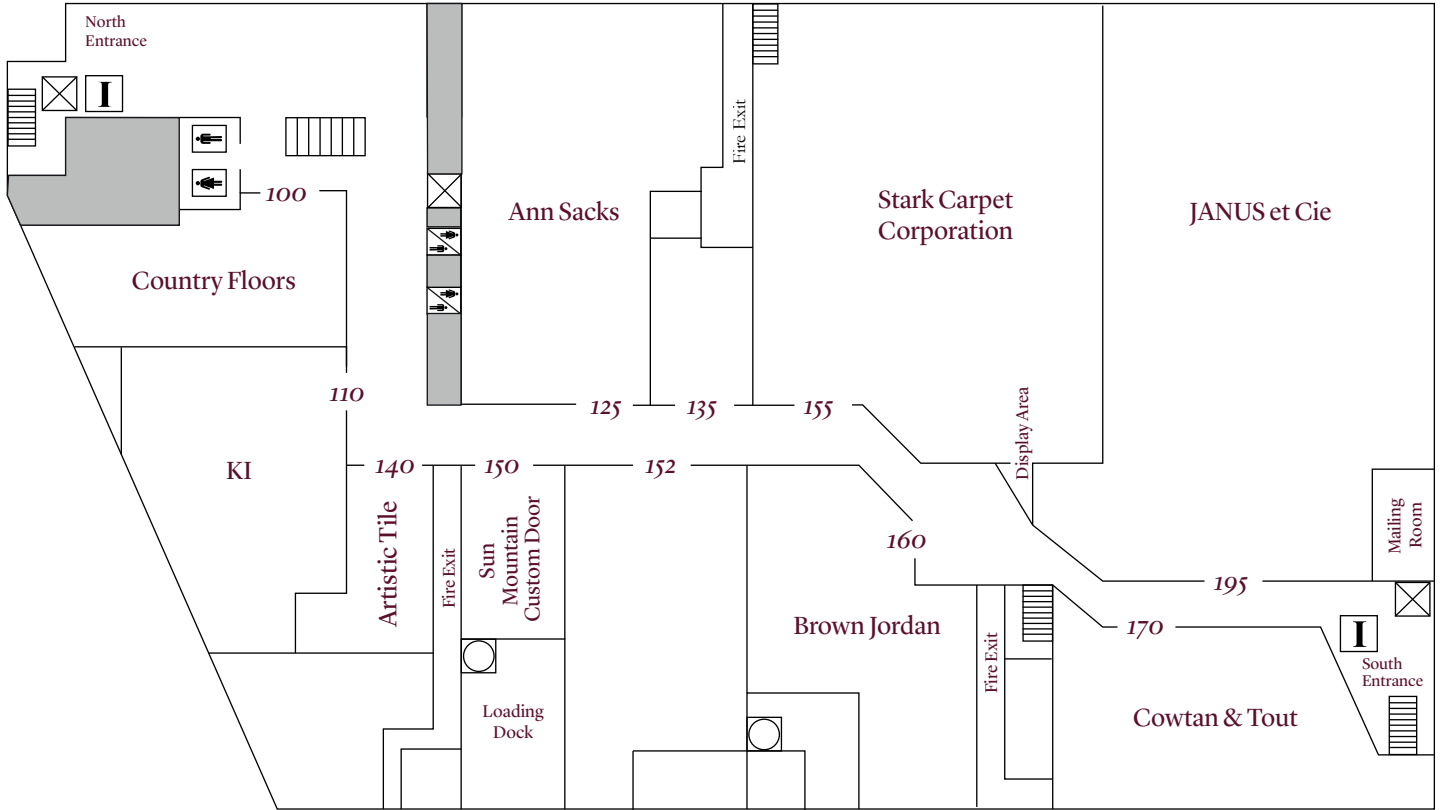 North
Entrance
I
100
Country Floors
110
KI
Ann Sacks
Fire Exit
Stark Carpet
Corporation
JANUS et Cie
125
135
155
Display Area
140
150
152
160
Artistic Tile
Fire Exit
Sun
Mountain
Custom Door
Loading
Dock
Brown Jordan
Fire Exit
Mailing
Room
195
170
I
South
Entrance
Cowtan & Tout